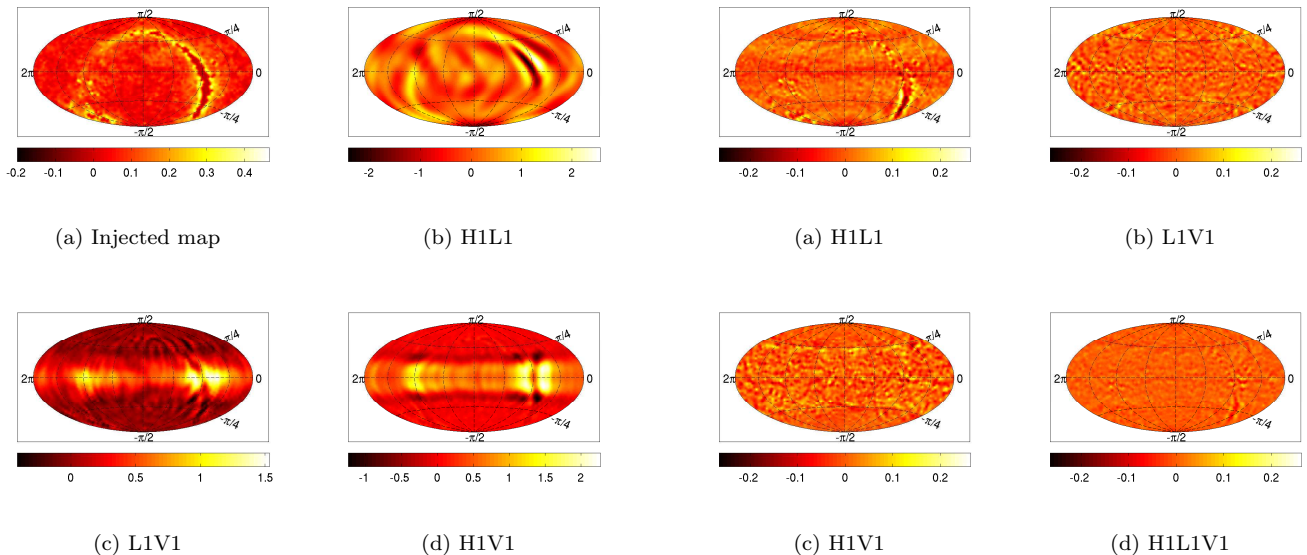 π/2 π/2 π/2 π/2
π/4 π/4 π/4 π/4
2π 0 2π 0 2π 0 2π 0
-π/4 -π/4 -π/4 -π/4
-π/2 -π/2 -π/2 -π/2
-0.2 -0.1 0 0.1 0.2 0.3 0.4 -2 -1 0 1 2 -0.2 -0.1 0 0.1 0.2 -0.2 -0.1 0 0.1 0.2
(a) Injected map (b) H1L1 (a) H1L1 (b) L1V1
π/2 π/2 π/2 π/2
π/4 π/4 π/4 π/4
2π 0 2π 0 2π 0 2π 0
-π/4 -π/4 -π/4 -π/4
-π/2 -π/2 -π/2 -π/2
0 0.5 1 1.5 -1 -0.5 0 0.5 1 1.5 2 -0.2 -0.1 0 0.1 0.2 -0.2 -0.1 0 0.1 0.2
(c) L1V1 (d) H1V1 (c) H1V1 (d) H1L1V1